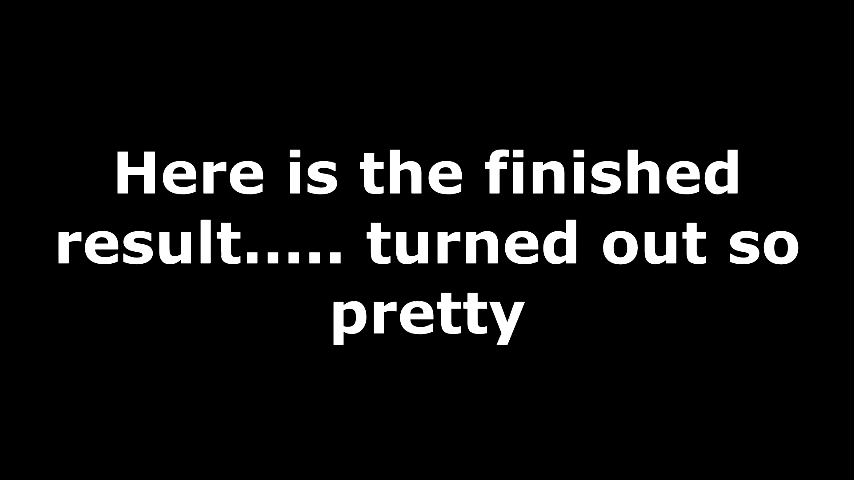 Here is the finished
result..... turned out so
pretty